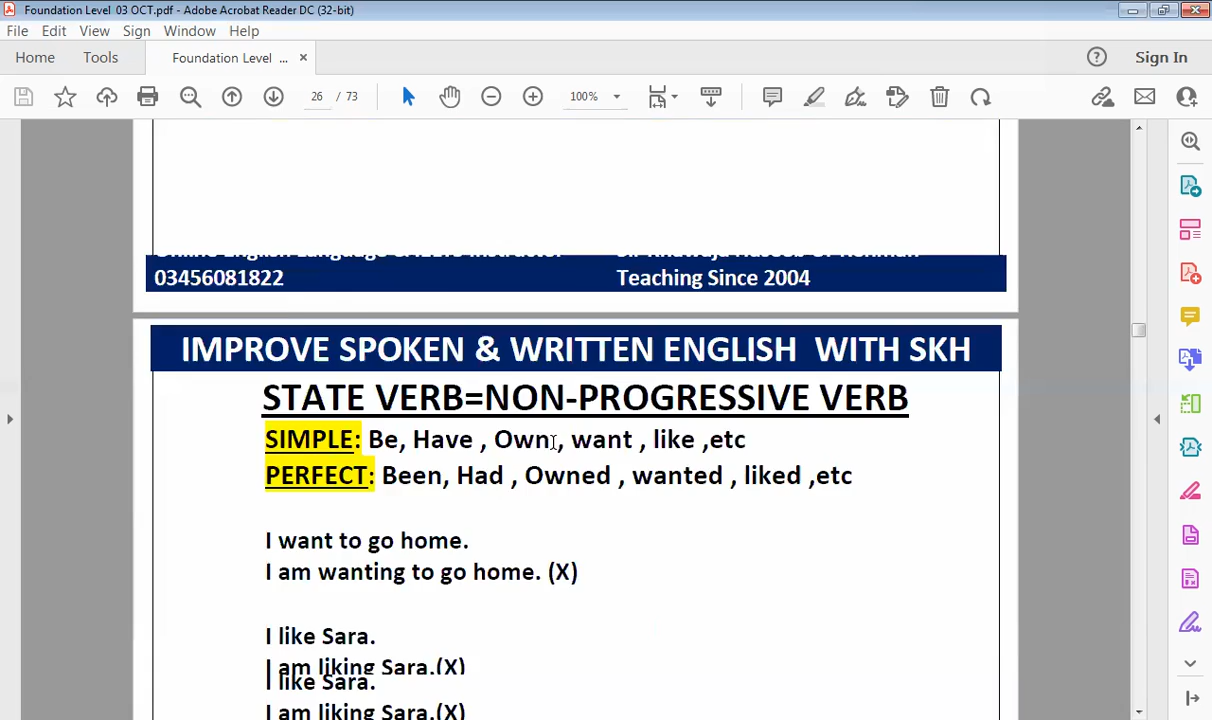 Foundation Level 03 OCT.pdf - Adobe Acrobat Reader DC (32-bit)
File Edit View Sign Window Help
Home Tools Foundation Level ... Sign In
26 / 73 100%
03456081822 Teaching Since 2004
IMPROVE SPOKEN & WRITTEN ENGLISH WITH SKH
STATE VERB=NON-PROGRESSIVE VERB
SIMPLE: Be, Have , Own , want , like ,etc
PERFECT: Been, Had , Owned , wanted , liked ,etc
I want to go home.
I am wanting to go home. (X)
I like Sara.
I am liking Sara.(X)
I like Sara.
I am liking Sara.(X)